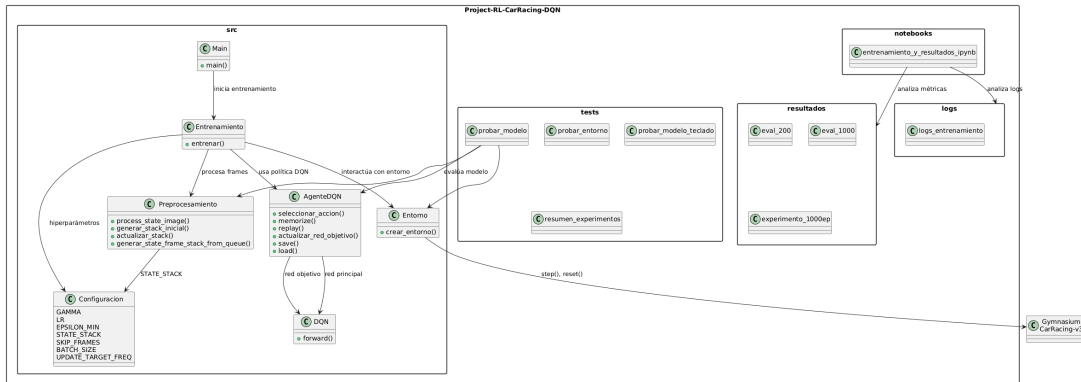 Project-RL-CarRacing-DQN
src
C Main
main()
inicia entrenamiento
C Entrenamiento
entrenar()
procesa frames
usa política DQN
interactúa con entorno
hiperparámetros
C Preprocesamiento
process_state_image()
generar_stack_inicial()
actualizar_stack()
generar_state_frame_stack_from_queue()
C AgenteDQN
seleccionar_accion()
memorize()
replay()
actualizar_red_objetivo()
save()
load()
C Entorno
crear_entorno()
STATE_STACK
red objetivo
red principal
C Configuracion
GAMMA
LR
EPSILON_MIN
STATE_STACK
SKIP_FRAMES
BATCH_SIZE
UPDATE_TARGET_FREQ
C DQN
forward()
tests
C probar_modelo
C probar_entorno
C probar_modelo_teclado
evalúa modelo
C resumen_experimentos
notebooks
C entrenamiento_y_resultados_ipynb
analiza métricas
analiza logs
resultados
C eval_200
C eval_1000
C experimento_1000ep
logs
C logs_entrenamiento
step(), reset()
C Gymnasium
CarRacing-v3